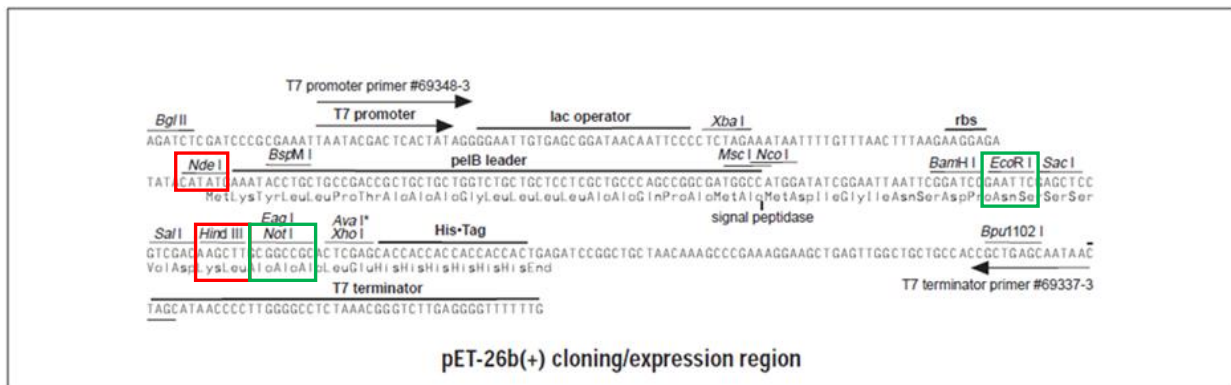 T7 promoter primer #69348-3
Bgl II T7 promoter lac operator Xba I rbs
AGATCTCGATCCCGCGAAATTAATACGACTCACTATAGGGGAATTGTGAGCGGATAACAATTCCCCTCTAGAAATAATTTTGTTTAACTTTAAGAAGGAGA
Nde I BspM I pelB leader Msc I Nco I BamH I EcoR I Sac I
TATACATATGAAATACCTGCTGCCGACCGCTGCTGCTGGTCTGCTGCTCCTCGCTGCCCAGCCGGCGATGGCCATGGATATCGGAATTAATTCGGATCCGAATTCGAGCTCC
MetLysTyrLeuLeuProThrAlaAlaAlaGlyLeuLeuLeuLeuAlaAlaGlnProAlaMetAlaMetAspIleGlyIleAsnSerAspProAsnSerSerSer
signal peptidase
Eag I Ava I*
Sal I Hind III Not I Xho I His•Tag Bpu1102 I
GTCGACAAGCTTGCGGCCGCACTCGAGCACCACCACCACCACCACTGAGATCCGGCTGCTAACAAAGCCCGAAAGGAAGCTGAGTTGGCTGCTGCCACCGCTGAGCAATAAC
ValAspLysLeuAlaAlaAlaLeuGluHisHisHisHisHisHisEnd
T7 terminator T7 terminator primer #69337-3
TAGCATAACCCCTTGGGGCCTCTAAACGGGTCTTGAGGGGTTTTTTG
pET-26b(+) cloning/expression region